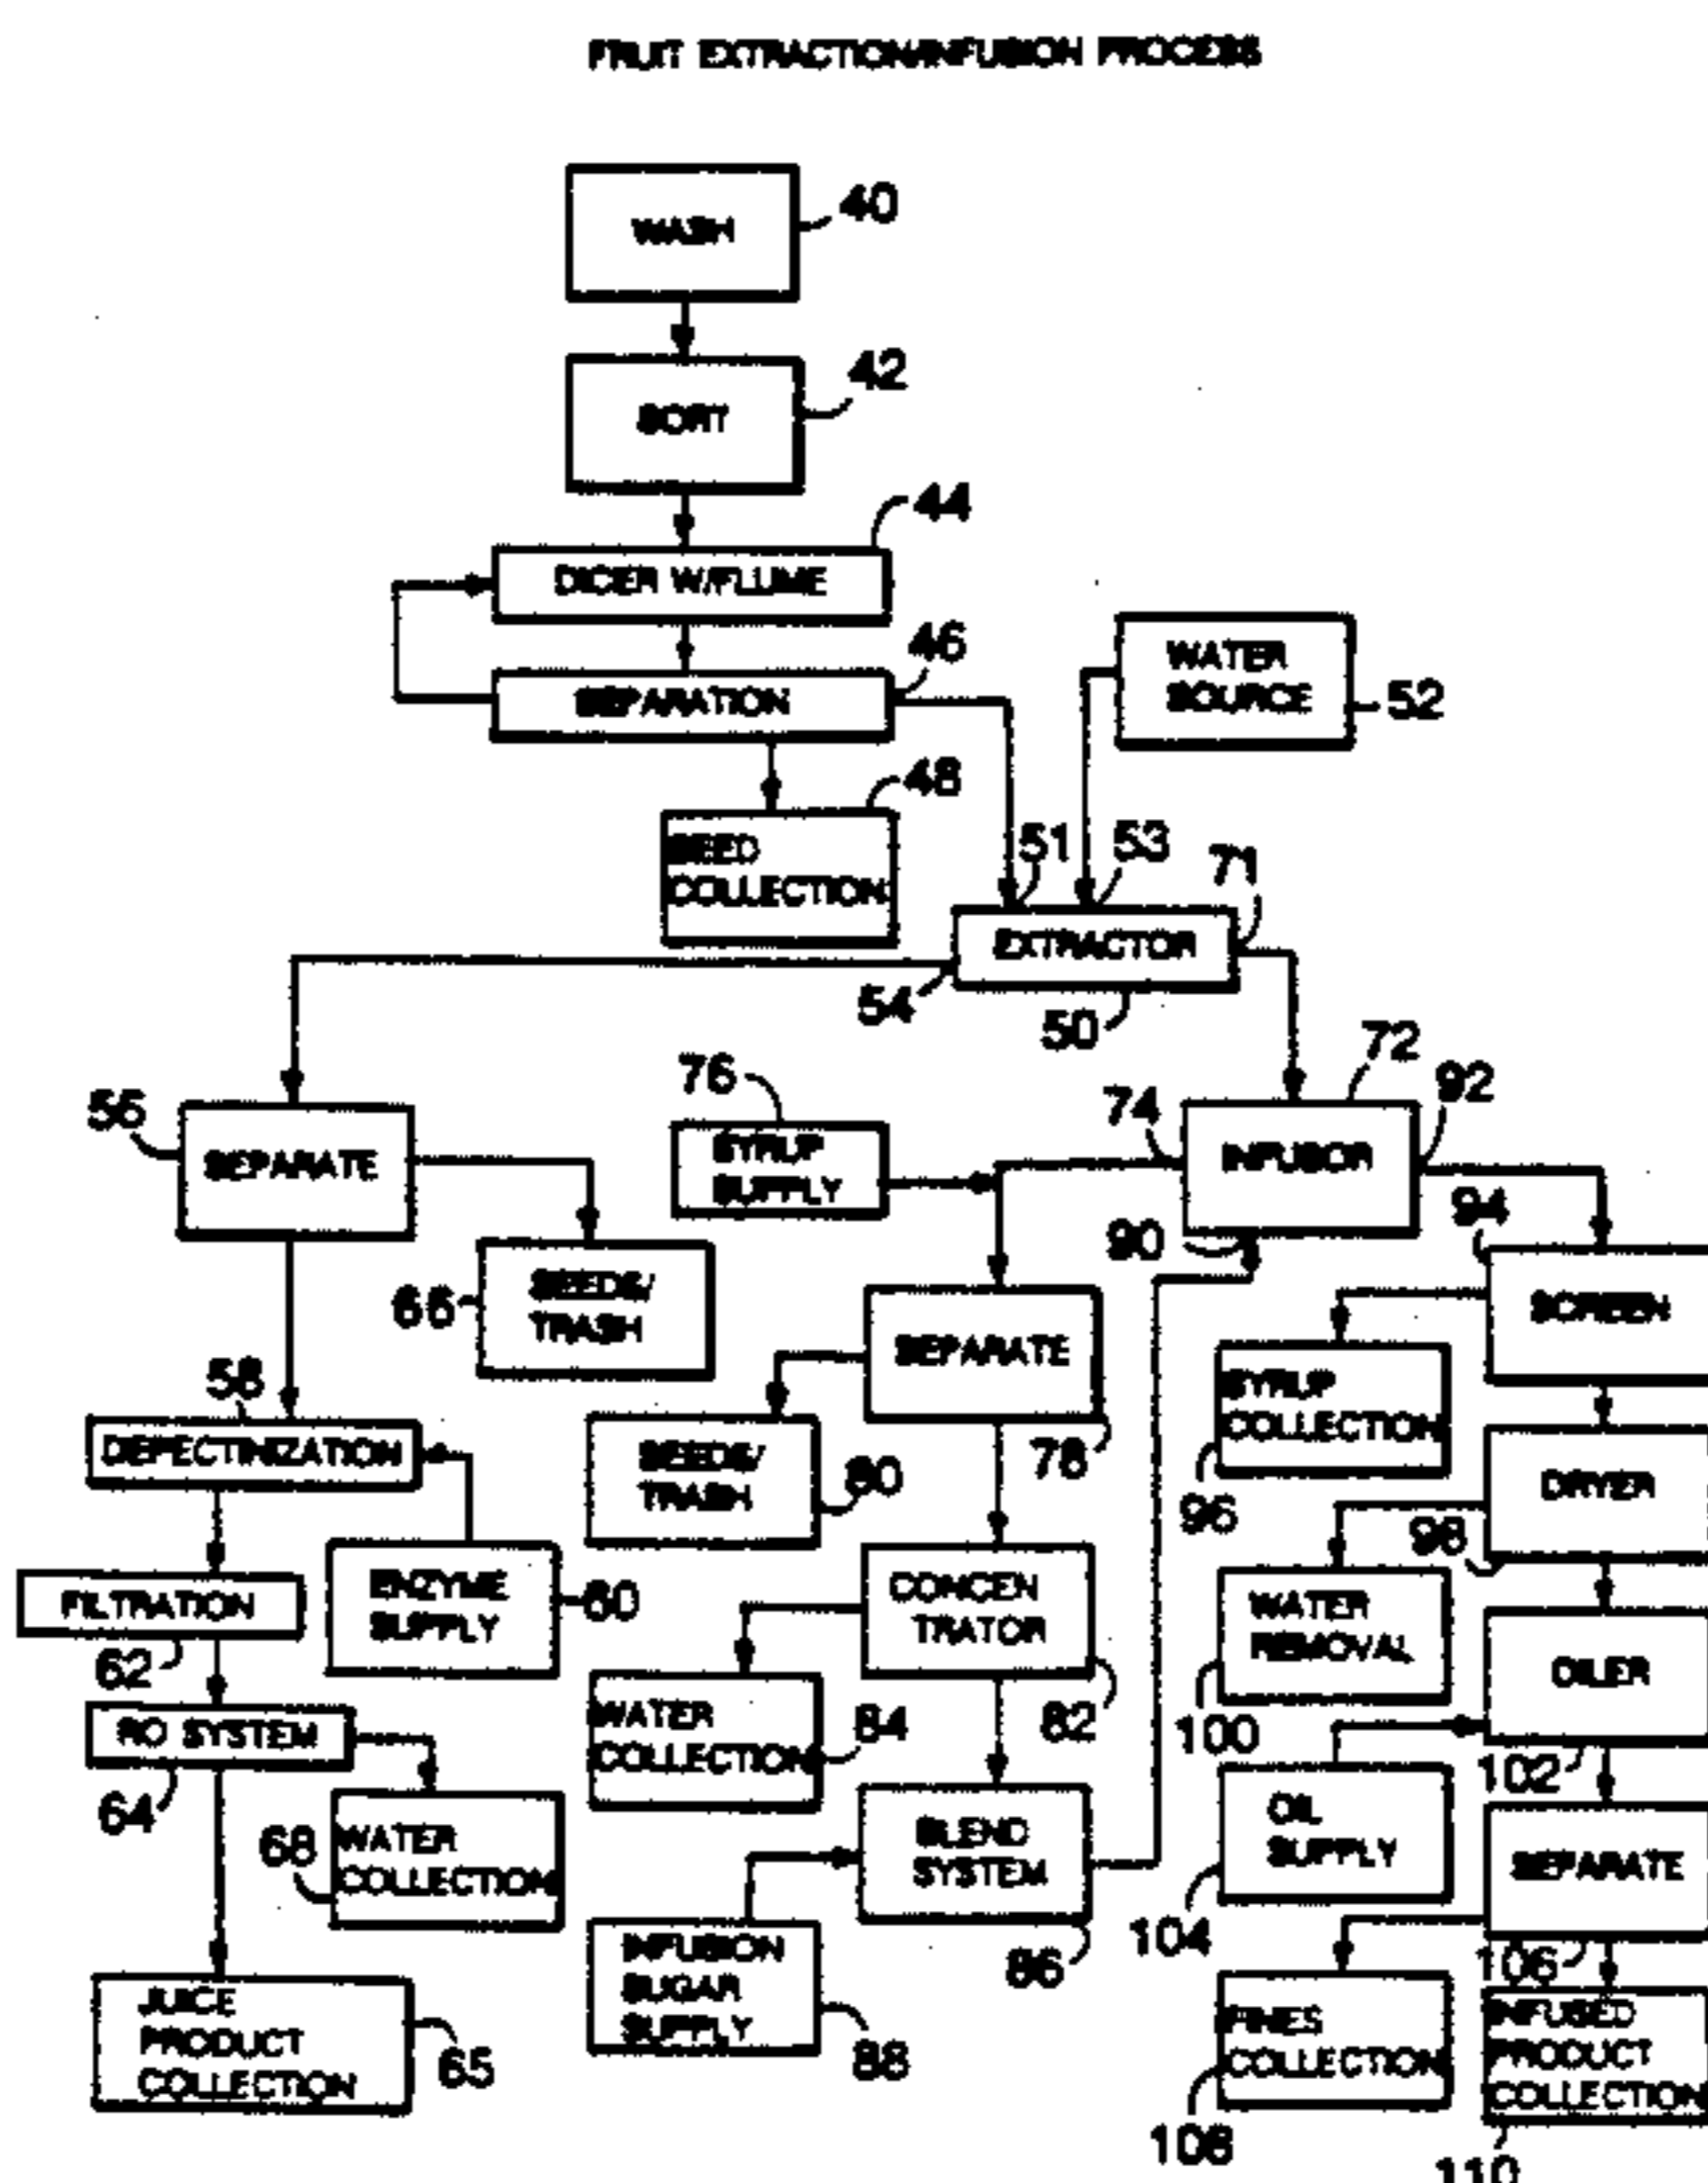 FRUIT EXTRACTION/INFUSION PROCESS
WASH
40
SORT
42
44
DICER W/FLUME
46
SEPARATION
WATER
SOURCE
52
48
SEED
COLLECTION
51
53
71
EXTRACTOR
54
50
72
92
76
74
56
SEPARATE
SYRUP
SUPPLY
INFUSOR
90
94
66
SEEDS/
TRASH
SEPARATE
78
SCREEN
58
DEPECTINIZATION
SEEDS/
TRASH
80
SYRUP
COLLECTION
96
DRYER
98
FILTRATION
62
ENZYME
SUPPLY
60
CONCEN
TRATOR
82
WATER
REMOVAL
100
OILER
102
RO SYSTEM
64
WATER
COLLECTION
84
68
WATER
COLLECTION
BLEND
SYSTEM
86
OIL
SUPPLY
104
SEPARATE
106
JUICE
PRODUCT
COLLECTION
65
INFUSION
SUGAR
SUPPLY
88
FINES
COLLECTION
108
INFUSED
PRODUCT
COLLECTION
110